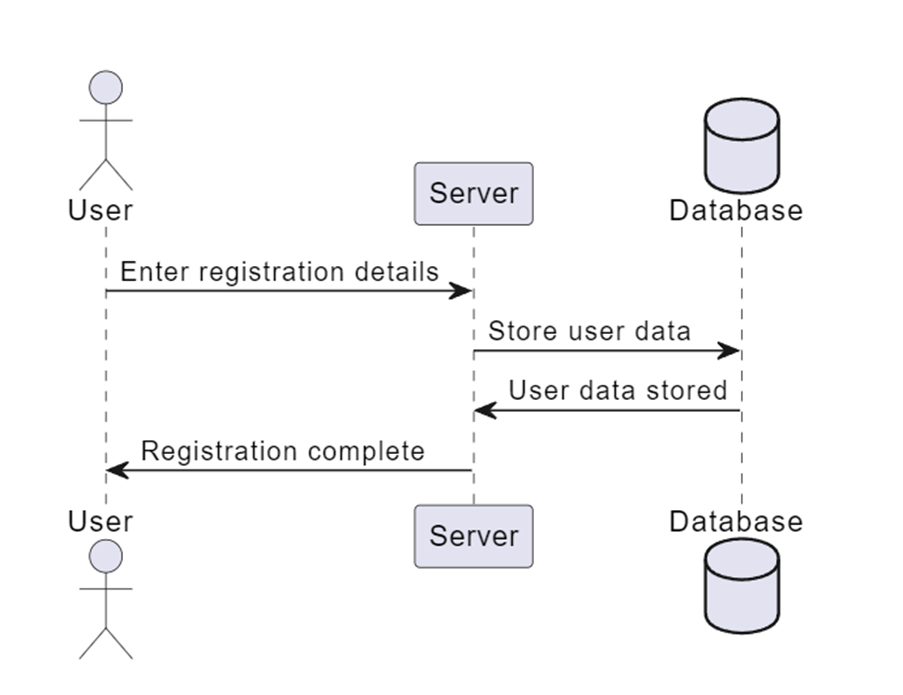 User
Server
Database
Enter registration details
Store user data
User data stored
Registration complete
User
Server
Database